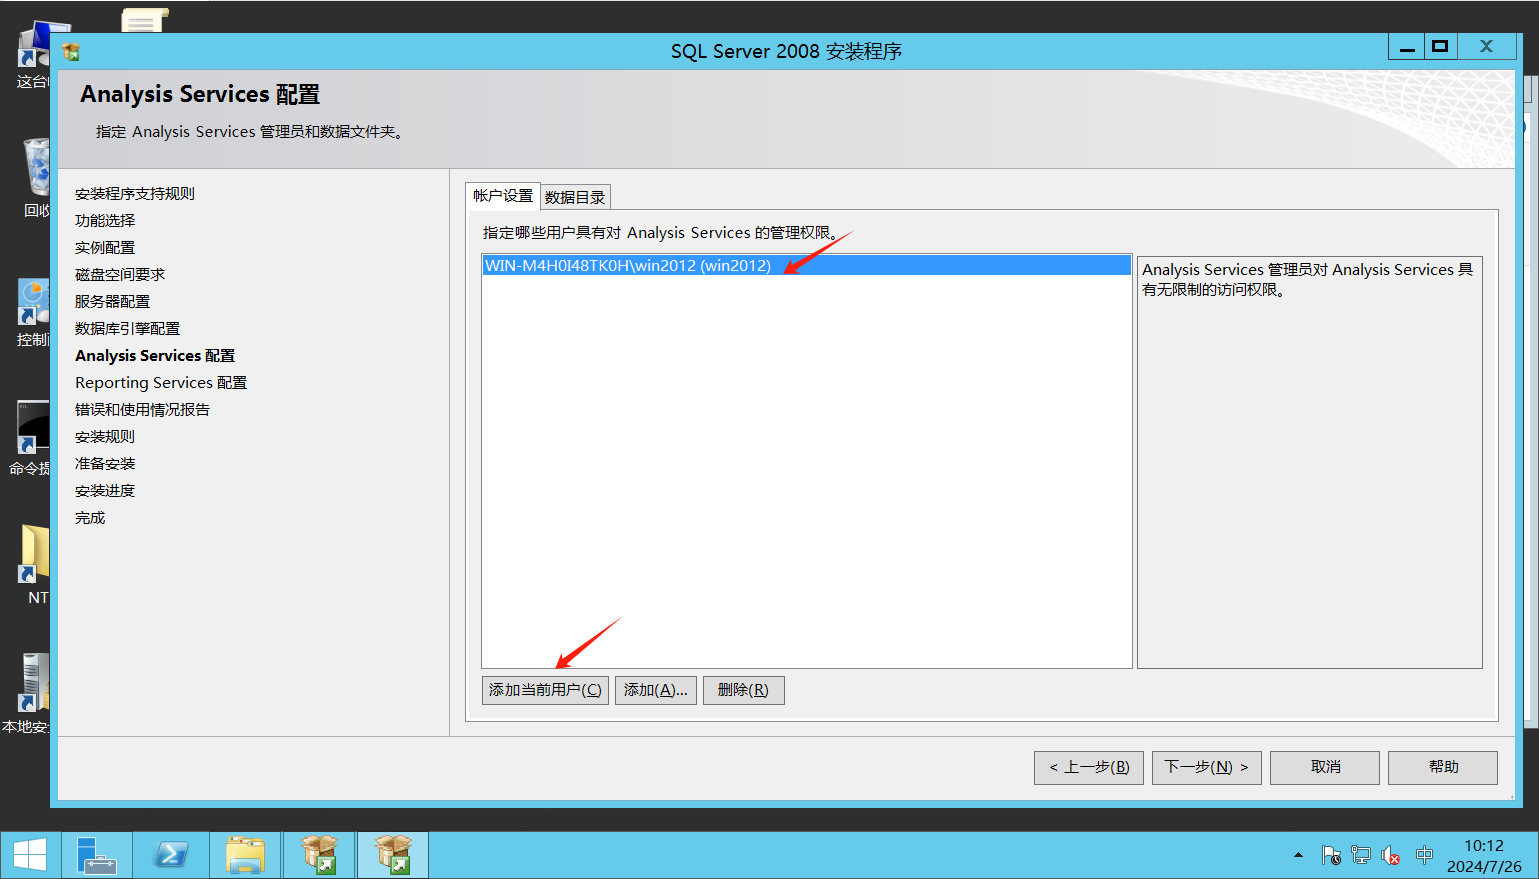 SQL Server 2008 安装程序
Analysis Services 配置
指定 Analysis Services 管理员和数据文件夹。
安装程序支持规则
功能选择
实例配置
磁盘空间要求
服务器配置
数据库引擎配置
Analysis Services 配置
Reporting Services 配置
错误和使用情况报告
安装规则
准备安装
安装进度
完成
帐户设置
数据目录
指定哪些用户具有对 Analysis Services 的管理权限。
WIN-M4H0I48TK0H\win2012 (win2012)
Analysis Services 管理员对 Analysis Services 具
有无限制的访问权限。
添加当前用户(C)
添加(A)...
删除(R)
< 上一步(B)
下一步(N) >
取消
帮助
这台
回收
控制
命令提
NT
本地安
中
10:12
2024/7/26